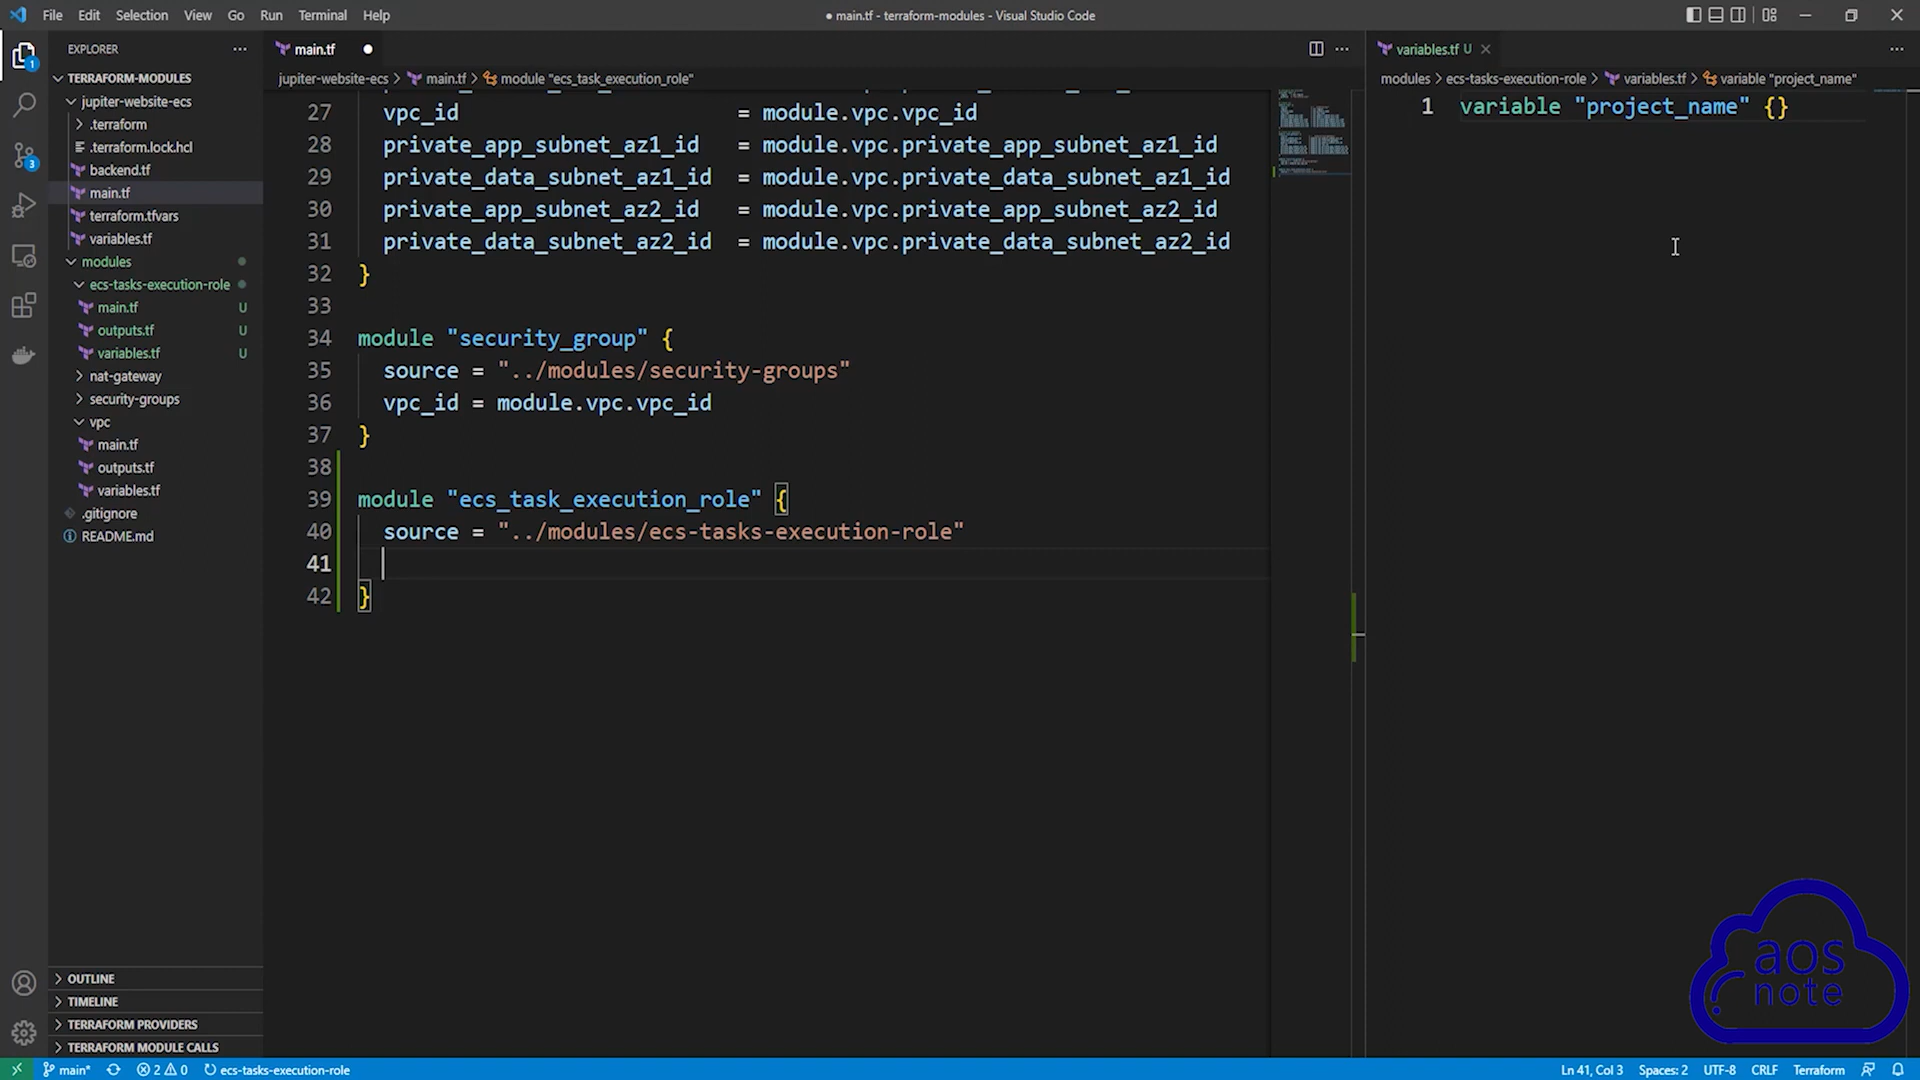 File Edit Selection View Go Run Terminal Help
● main.tf - terraform-modules - Visual Studio Code
EXPLORER
TERRAFORM-MODULES
jupiter-website-ecs
.terraform
.terraform.lock.hcl
backend.tf
main.tf
terraform.tfvars
variables.tf
modules
ecs-tasks-execution-role
main.tf U
outputs.tf U
variables.tf U
nat-gateway
security-groups
vpc
main.tf
outputs.tf
variables.tf
.gitignore
README.md
OUTLINE
TIMELINE
TERRAFORM PROVIDERS
TERRAFORM MODULE CALLS
1
3
main.tf
jupiter-website-ecs > main.tf > module "ecs_task_execution_role"
27 vpc_id = module.vpc.vpc_id
28 private_app_subnet_az1_id = module.vpc.private_app_subnet_az1_id
29 private_data_subnet_az1_id = module.vpc.private_data_subnet_az1_id
30 private_app_subnet_az2_id = module.vpc.private_app_subnet_az2_id
31 private_data_subnet_az2_id = module.vpc.private_data_subnet_az2_id
32 }
33
34 module "security_group" {
35 source = "../modules/security-groups"
36 vpc_id = module.vpc.vpc_id
37 }
38
39 module "ecs_task_execution_role" {
40 source = "../modules/ecs-tasks-execution-role"
41
42 }
variables.tf U
modules > ecs-tasks-execution-role > variables.tf > variable "project_name"
1 variable "project_name" {}
aos
note
main* 2 0 ecs-tasks-execution-role
Ln 41, Col 3 Spaces: 2 UTF-8 CRLF Terraform